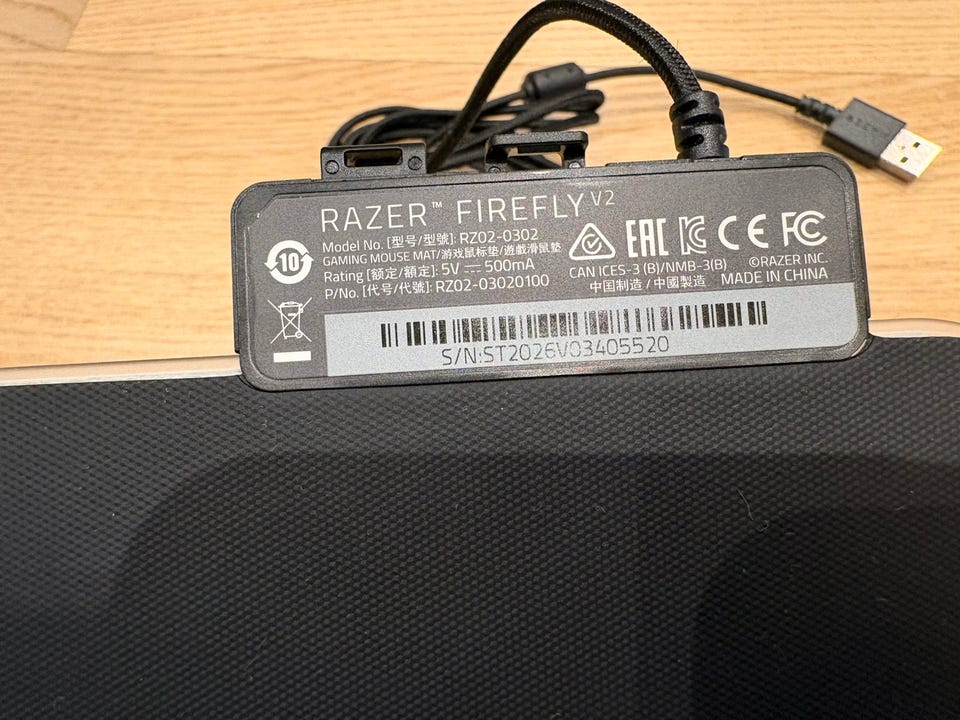 RAZER™ FIREFLY V2
Model No. [型号/型號]: RZ02-0302
GAMING MOUSE MAT/游戏鼠标垫/遊戲滑鼠墊
Rating [额定/額定]: 5V ⎓ 500mA
P/No. [代号/代號]: RZ02-03020100
10
EAC CE FC
CAN ICES-3 (B)/NMB-3(B) ©RAZER INC.
中国制造 / 中國製造 MADE IN CHINA
S/N:ST2026V03405520